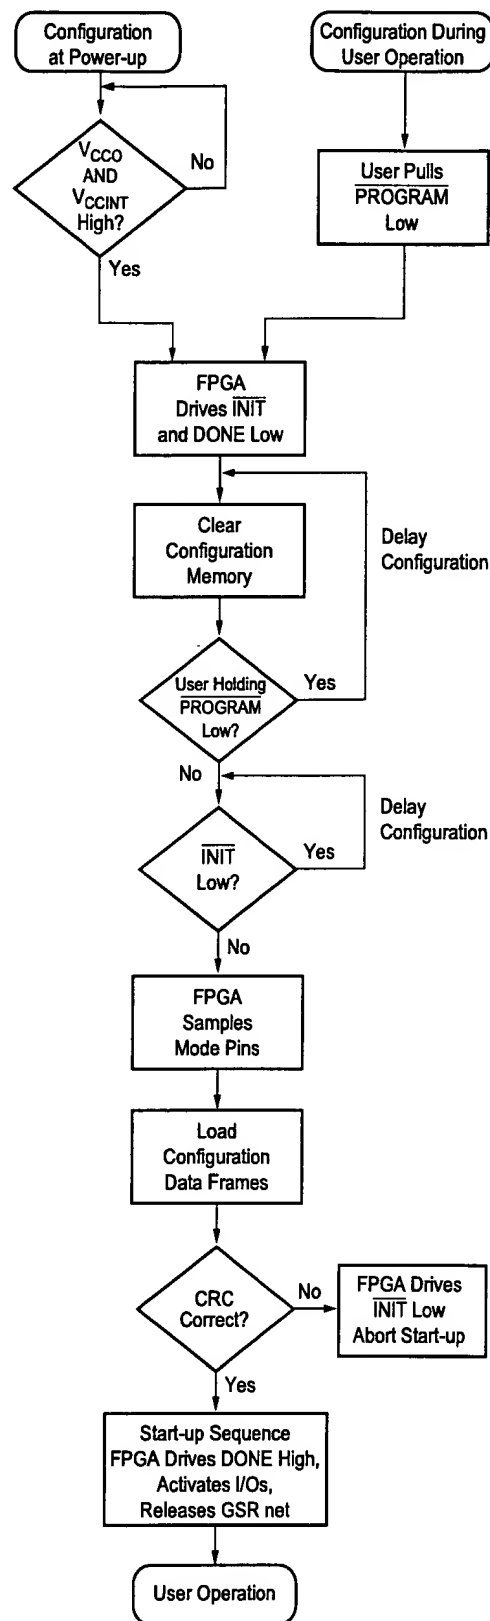 Configuration
at Power-up
Configuration During
User Operation
VCCO
AND
VCCINT
High?
No
Yes
User Pulls
PROGRAM
Low
FPGA
Drives INIT
and DONE Low
Clear
Configuration
Memory
Delay
Configuration
User Holding
PROGRAM
Low?
Yes
No
Delay
Configuration
INIT
Low?
Yes
No
FPGA
Samples
Mode Pins
Load
Configuration
Data Frames
CRC
Correct?
No
FPGA Drives
INIT Low
Abort Start-up
Yes
Start-up Sequence
FPGA Drives DONE High,
Activates I/Os,
Releases GSR net
User Operation